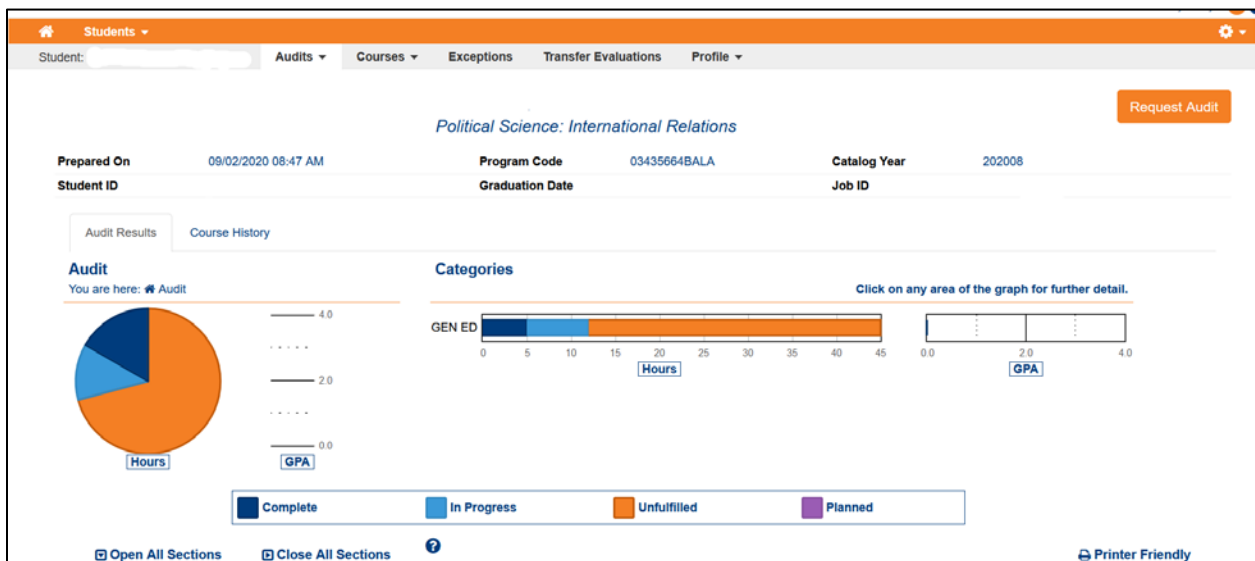 Students
Student: Audits Courses Exceptions Transfer Evaluations Profile
Request Audit
Political Science: International Relations
Prepared On 09/02/2020 08:47 AM Program Code 03435664BALA Catalog Year 202008
Student ID Graduation Date Job ID
Audit Results Course History
Audit
You are here: Audit
Categories
Click on any area of the graph for further detail.
4.0
2.0
0.0
Hours GPA
GEN ED
0 5 10 15 20 25 30 35 40 45
Hours
0.0 2.0 4.0
GPA
Complete In Progress Unfulfilled Planned
Open All Sections Close All Sections ? Printer Friendly